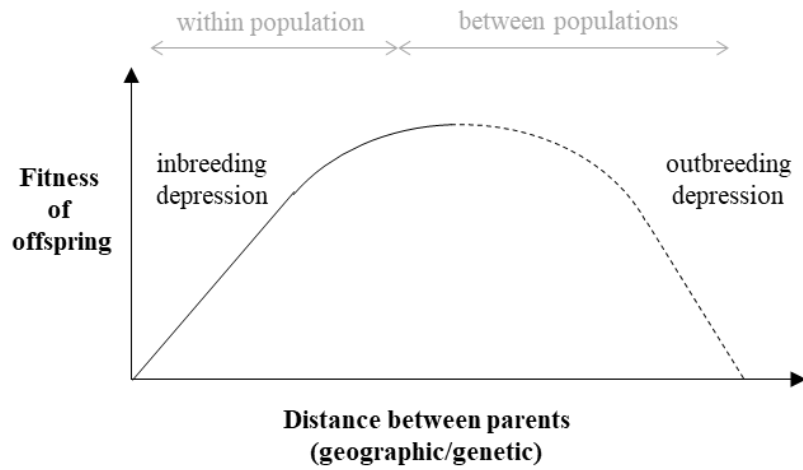 within population
between populations
inbreeding
depression
outbreeding
depression
Fitness
of
offspring
Distance between parents
(geographic/genetic)